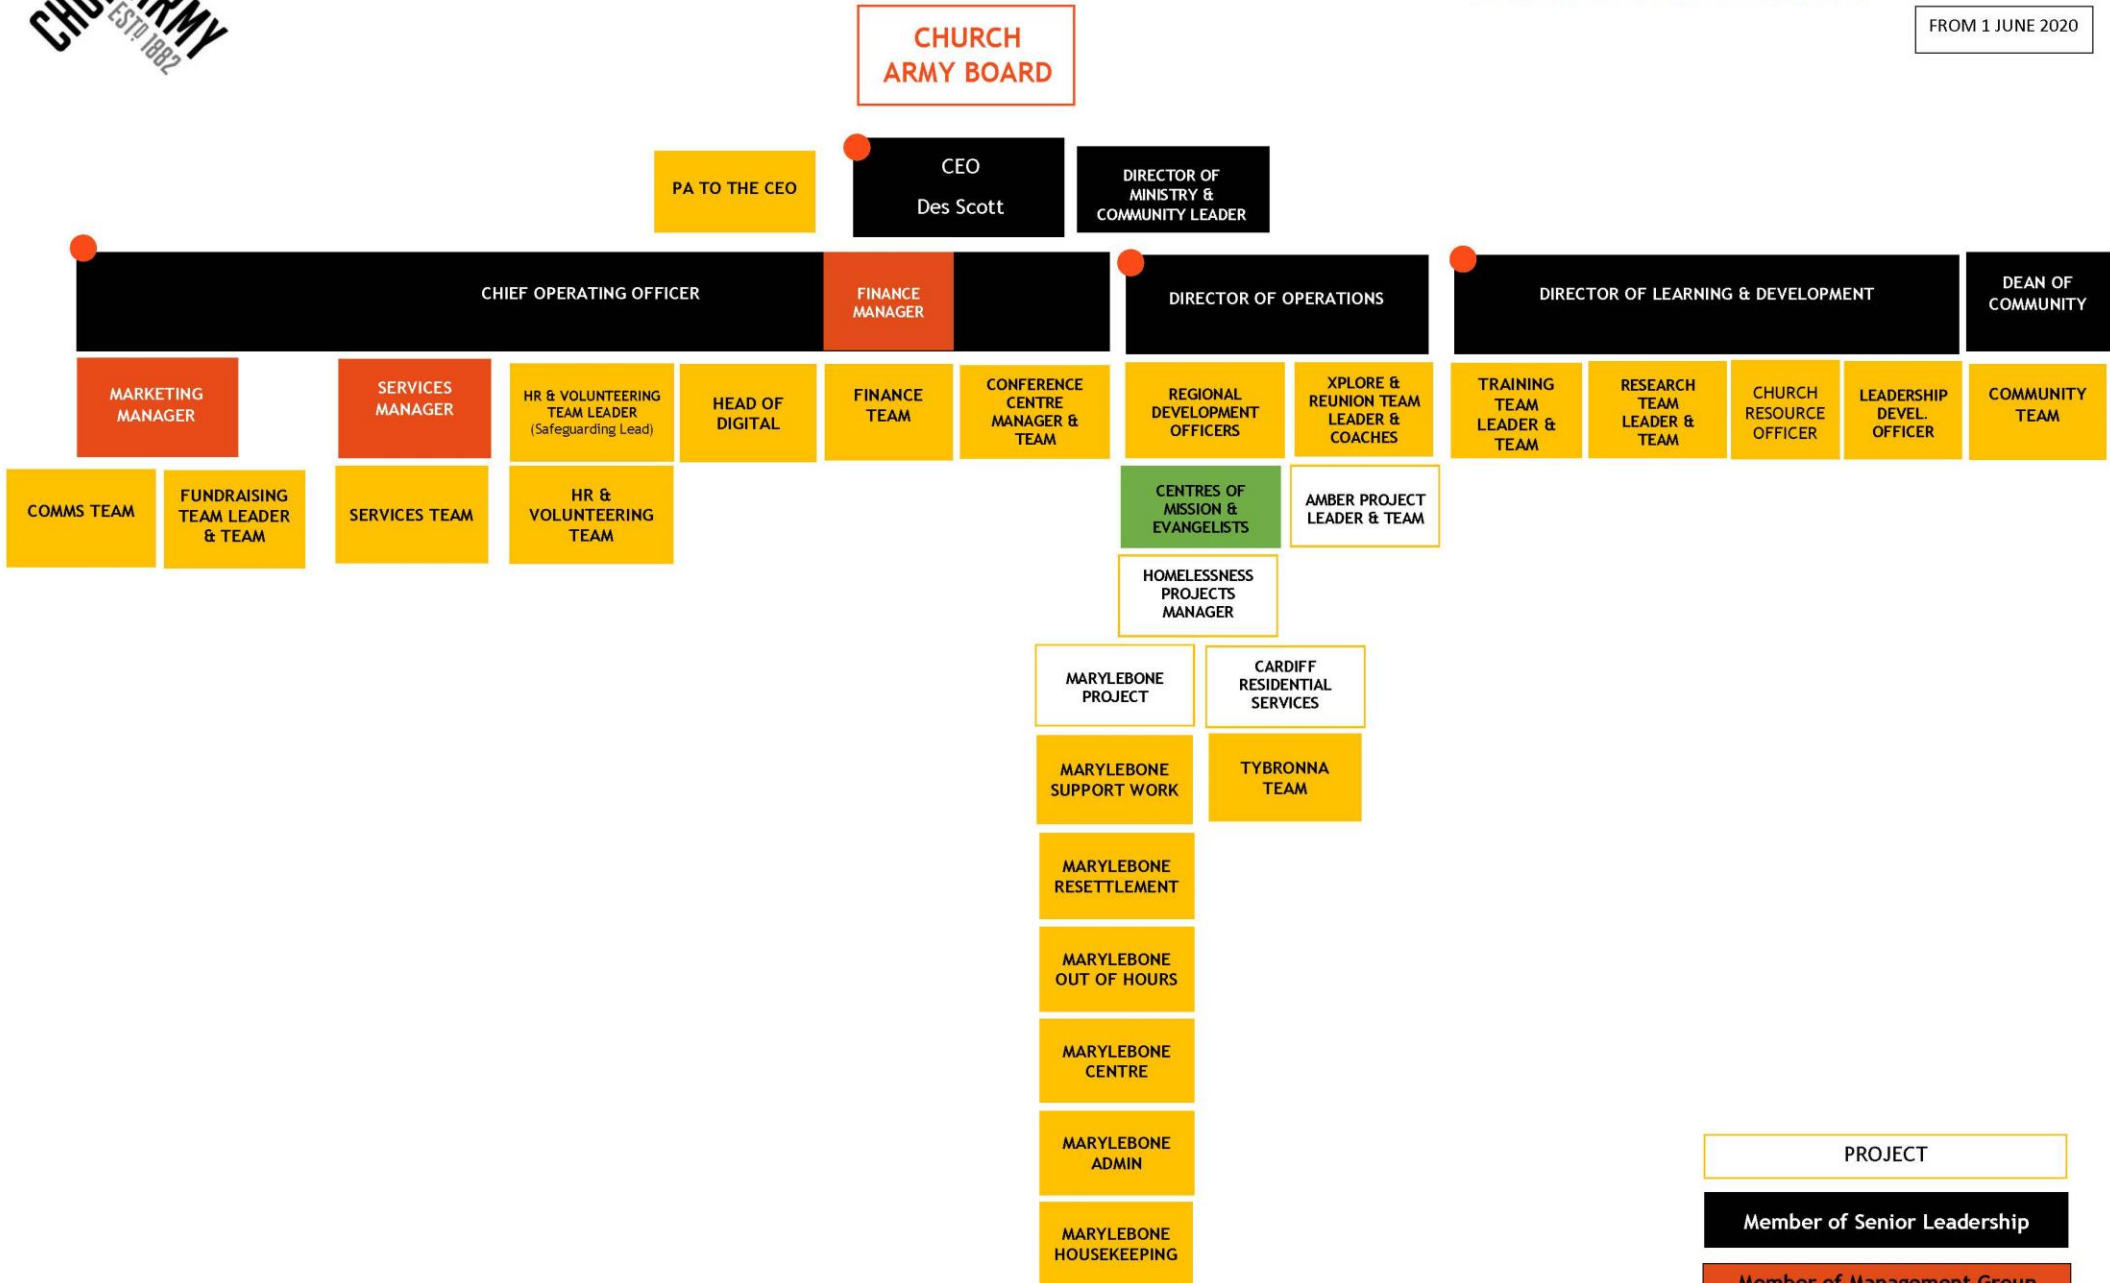 ARMY
ESTD 1882
FROM 1 JUNE 2020
CHURCH
ARMY BOARD
PA TO THE CEO
CEO
Des Scott
DIRECTOR OF
MINISTRY &
COMMUNITY LEADER
CHIEF OPERATING OFFICER
FINANCE
MANAGER
DIRECTOR OF OPERATIONS
DIRECTOR OF LEARNING & DEVELOPMENT
DEAN OF
COMMUNITY
MARKETING
MANAGER
SERVICES
MANAGER
HR & VOLUNTEERING
TEAM LEADER
(Safeguarding Lead)
HEAD OF
DIGITAL
FINANCE
TEAM
CONFERENCE
CENTRE
MANAGER &
TEAM
REGIONAL
DEVELOPMENT
OFFICERS
XPLORE &
REUNION TEAM
LEADER &
COACHES
TRAINING
TEAM
LEADER &
TEAM
RESEARCH
TEAM
LEADER &
TEAM
CHURCH
RESOURCE
OFFICER
LEADERSHIP
DEVEL.
OFFICER
COMMUNITY
TEAM
COMMS TEAM
FUNDRAISING
TEAM LEADER
& TEAM
SERVICES TEAM
HR &
VOLUNTEERING
TEAM
CENTRES OF
MISSION &
EVANGELISTS
AMBER PROJECT
LEADER & TEAM
HOMELESSNESS
PROJECTS
MANAGER
MARYLEBONE
PROJECT
CARDIFF
RESIDENTIAL
SERVICES
MARYLEBONE
SUPPORT WORK
TYBRONNA
TEAM
MARYLEBONE
RESETTLEMENT
MARYLEBONE
OUT OF HOURS
MARYLEBONE
CENTRE
MARYLEBONE
ADMIN
MARYLEBONE
HOUSEKEEPING
PROJECT
Member of Senior Leadership
Member of Management Group